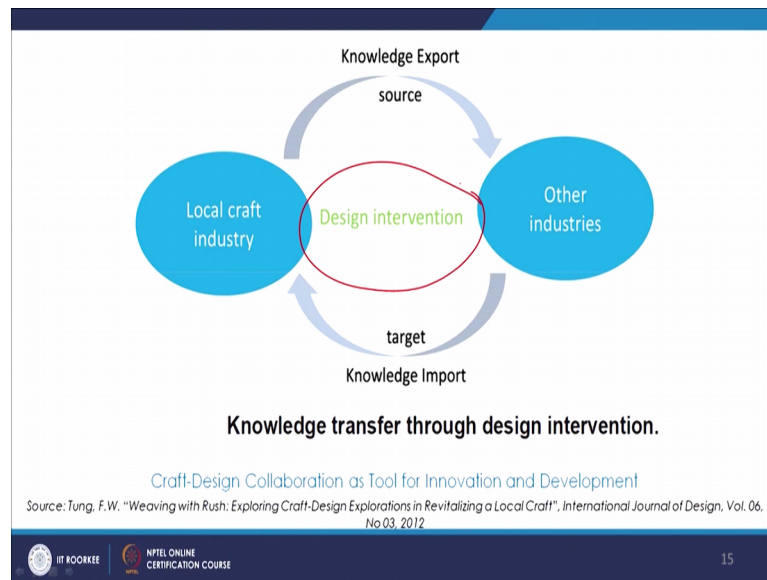 Knowledge Export
source
Local craft
industry
Design intervention
Other
industries
target
Knowledge Import
Knowledge transfer through design intervention.
Craft-Design Collaboration as Tool for Innovation and Development
Source: Tung, F.W. "Weaving with Rush: Exploring Craft-Design Explorations in Revitalizing a Local Craft", International Journal of Design, Vol. 06,
No 03, 2012
IIT ROORKEE
NPTEL ONLINE
CERTIFICATION COURSE
15